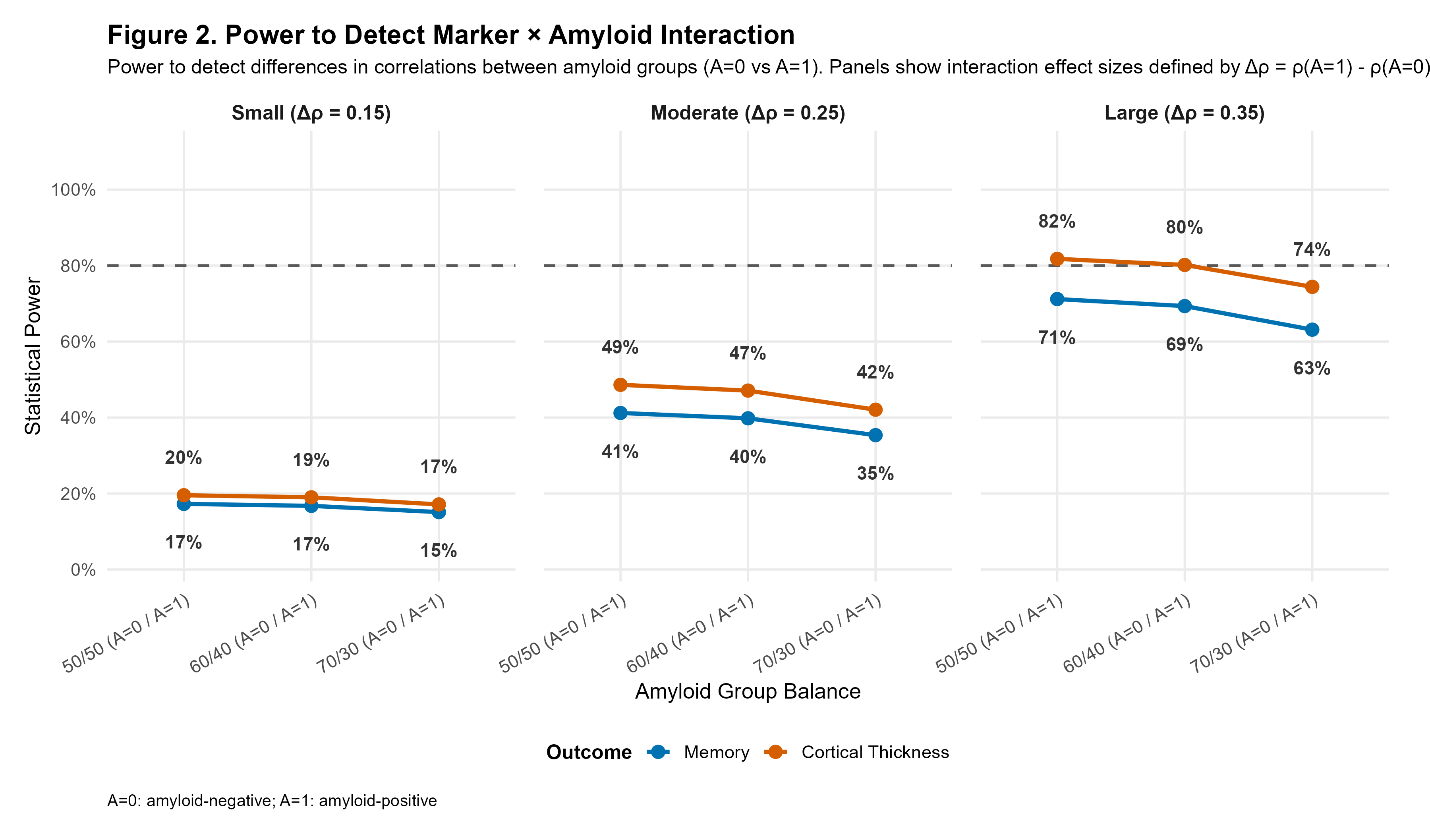 Figure 2. Power to Detect Marker × Amyloid Interaction
Power to detect differences in correlations between amyloid groups (A=0 vs A=1). Panels show interaction effect sizes defined by Δρ = ρ(A=1) - ρ(A=0)
Small (Δρ = 0.15)
Moderate (Δρ = 0.25)
Large (Δρ = 0.35)
Statistical Power
100%
80%
60%
40%
20%
0%
20%
19%
17%
17%
17%
15%
49%
47%
42%
41%
40%
35%
82%
80%
74%
71%
69%
63%
50/50 (A=0 / A=1)
60/40 (A=0 / A=1)
70/30 (A=0 / A=1)
50/50 (A=0 / A=1)
60/40 (A=0 / A=1)
70/30 (A=0 / A=1)
50/50 (A=0 / A=1)
60/40 (A=0 / A=1)
70/30 (A=0 / A=1)
Amyloid Group Balance
Outcome Memory Cortical Thickness
A=0: amyloid-negative; A=1: amyloid-positive